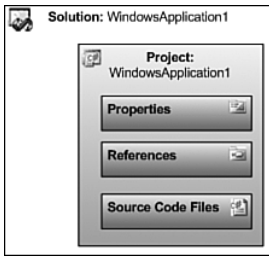 Solution: WindowsApplication1
Project:
WindowsApplication1
Properties
References
Source Code Files